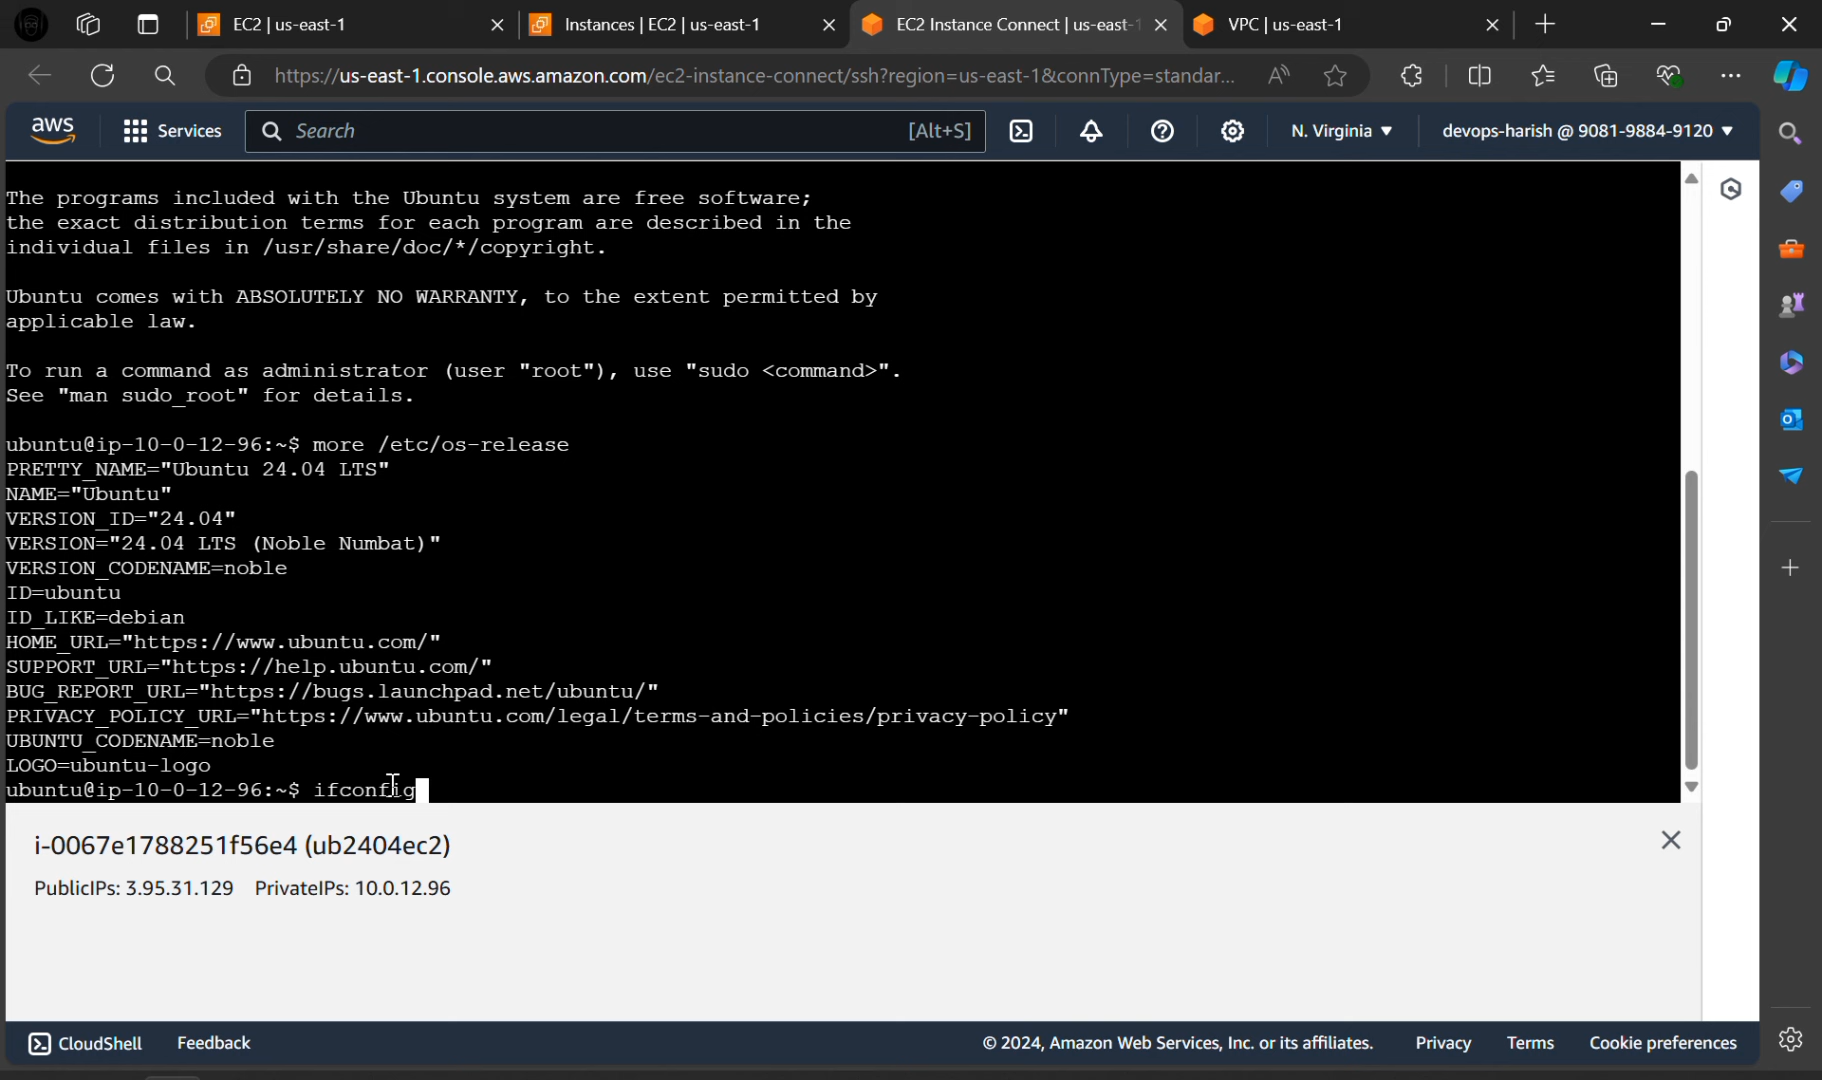 EC2 | us-east-1
Instances | EC2 | us-east-1
EC2 Instance Connect | us-east-1
VPC | us-east-1
https://us-east-1.console.aws.amazon.com/ec2-instance-connect/ssh?region=us-east-1&connType=standar...
aws
Services
Search
[Alt+S]
N. Virginia
devops-harish @ 9081-9884-9120
The programs included with the Ubuntu system are free software;
the exact distribution terms for each program are described in the
individual files in /usr/share/doc/*/copyright.
Ubuntu comes with ABSOLUTELY NO WARRANTY, to the extent permitted by
applicable law.
To run a command as administrator (user "root"), use "sudo <command>".
See "man sudo_root" for details.
ubuntu@ip-10-0-12-96:~$ more /etc/os-release
PRETTY_NAME="Ubuntu 24.04 LTS"
NAME="Ubuntu"
VERSION_ID="24.04"
VERSION="24.04 LTS (Noble Numbat)"
VERSION_CODENAME=noble
ID=ubuntu
ID_LIKE=debian
HOME_URL="https://www.ubuntu.com/"
SUPPORT_URL="https://help.ubuntu.com/"
BUG_REPORT_URL="https://bugs.launchpad.net/ubuntu/"
PRIVACY_POLICY_URL="https://www.ubuntu.com/legal/terms-and-policies/privacy-policy"
UBUNTU_CODENAME=noble
LOGO=ubuntu-logo
ubuntu@ip-10-0-12-96:~$ ifconfig
i-0067e1788251f56e4 (ub2404ec2)
PublicIPs: 3.95.31.129 PrivateIPs: 10.0.12.96
CloudShell
Feedback
© 2024, Amazon Web Services, Inc. or its affiliates.
Privacy
Terms
Cookie preferences